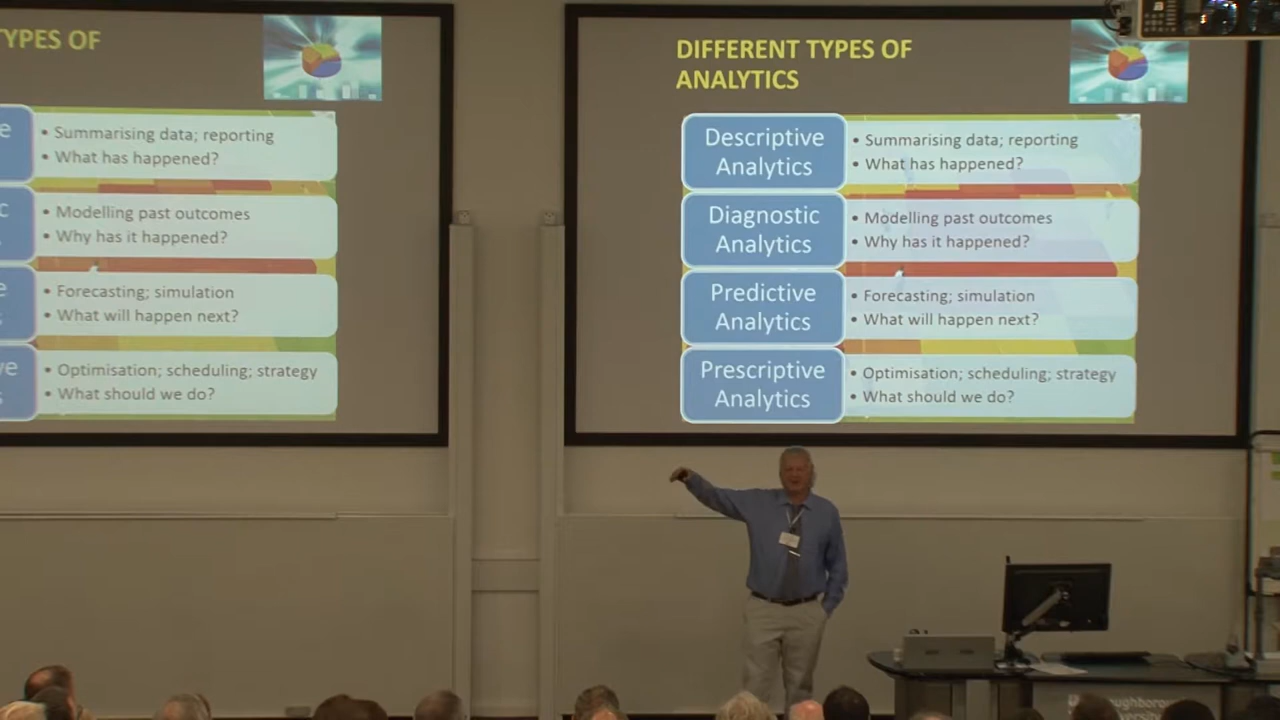 YPES OF
e
• Summarising data; reporting
• What has happened?
c
• Modelling past outcomes
• Why has it happened?
e
• Forecasting; simulation
• What will happen next?
ve
s
• Optimisation; scheduling; strategy
• What should we do?
DIFFERENT TYPES OF
ANALYTICS
Descriptive
Analytics
• Summarising data; reporting
• What has happened?
Diagnostic
Analytics
• Modelling past outcomes
• Why has it happened?
Predictive
Analytics
• Forecasting; simulation
• What will happen next?
Prescriptive
Analytics
• Optimisation; scheduling; strategy
• What should we do?